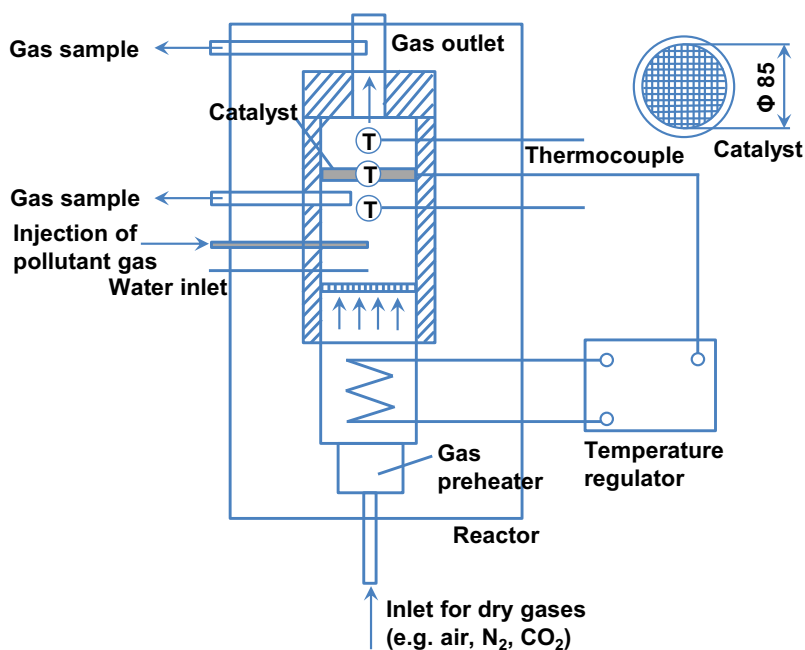 Gas sample
Gas outlet
Catalyst
T
Φ 85
Thermocouple
Catalyst
T
Gas sample
T
Injection of
pollutant gas
Water inlet
Gas
preheater
Temperature
regulator
Reactor
Inlet for dry gases
(e.g. air, N₂, CO₂)